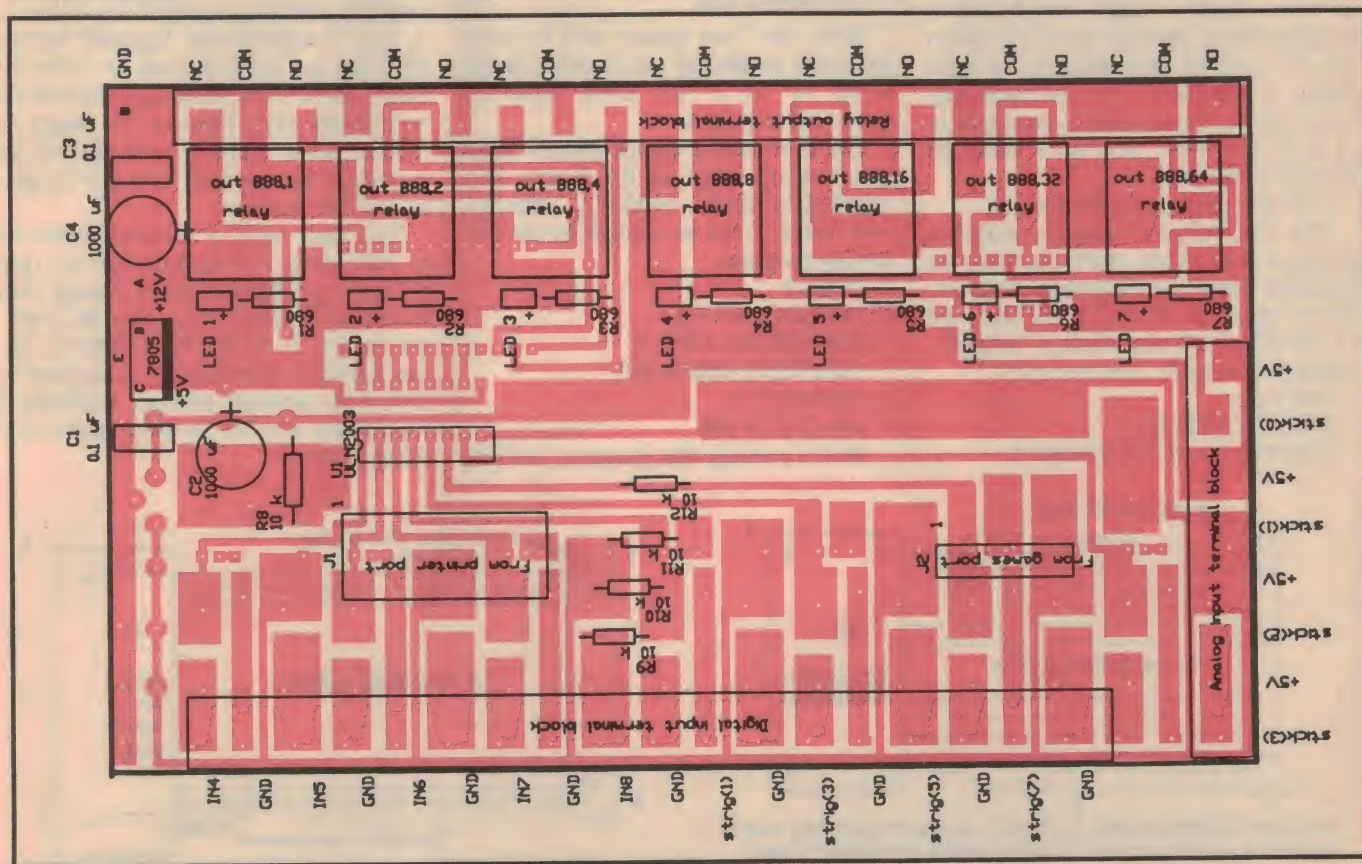 GND
NC
COM
NO
NC
COM
NO
NC
COM
NO
NC
COM
NO
NC
COM
NO
NC
COM
NO
NC
COM
NO
B
Relay output terminal block
C3
0.1 uF
C4
1000 uF
out 888,1
relay
out 888,2
relay
out 888,4
relay
out 888,8
relay
out 888,16
relay
out 888,32
relay
out 888,64
relay
A
+12V
LED 1
+
R1
680
LED 2
+
R2
680
LED 3
+
R3
680
LED 4
+
R4
680
LED 5
+
R5
680
LED 6
+
R6
680
LED 7
+
R7
680
E
B
7805
C
+5V
C1
0.1 uF
C2
1000 uF
+
R8
10 k
U1
ULN2003
1
J1
From printer port
R12
10 k
R11
10 k
R10
10 k
R9
10 k
1
J2
From games port
Analog input terminal block
+5V
stick(0)
+5V
stick(1)
+5V
stick(2)
+5V
stick(3)
Digital input terminal block
IN4
GND
IN5
GND
IN6
GND
IN7
GND
IN8
GND
strig(1)
GND
strig(3)
GND
strig(5)
GND
strig(7)
GND